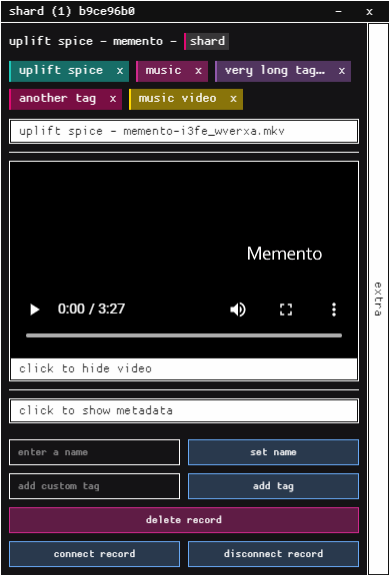 shard (1) b9ce96b0 - x
uplift spice - memento - shard
uplift spice x music x very long tag… x
another tag x music video x
uplift spice - memento-i3fe_wverxa.mkv
Memento
0:00 / 3:27
click to hide video
click to show metadata
enter a name set name
add custom tag add tag
delete record
connect record disconnect record
extra